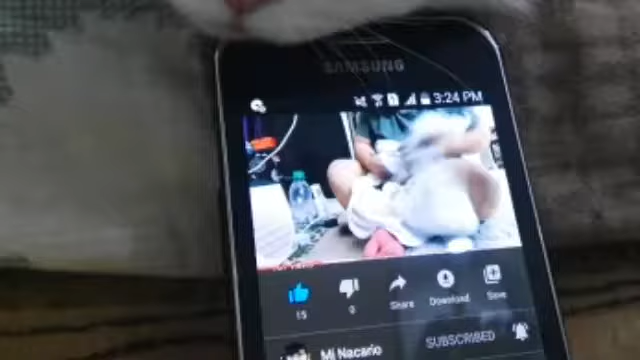 SAMSUNG
3:24 PM
15
0
Share
Download
Save
Mi Nacario
SUBSCRIBED